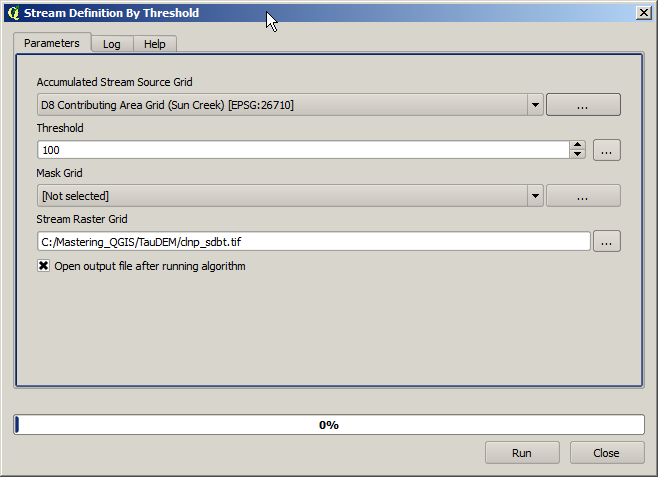 Stream Definition By Threshold
Parameters Log Help
Accumulated Stream Source Grid
D8 Contributing Area Grid (Sun Creek) [EPSG:26710] ...
Threshold
100 ...
Mask Grid
[Not selected] ...
Stream Raster Grid
C:/Mastering_QGIS/TauDEM/clnp_sdbt.tif ...
Open output file after running algorithm
0%
Run Close